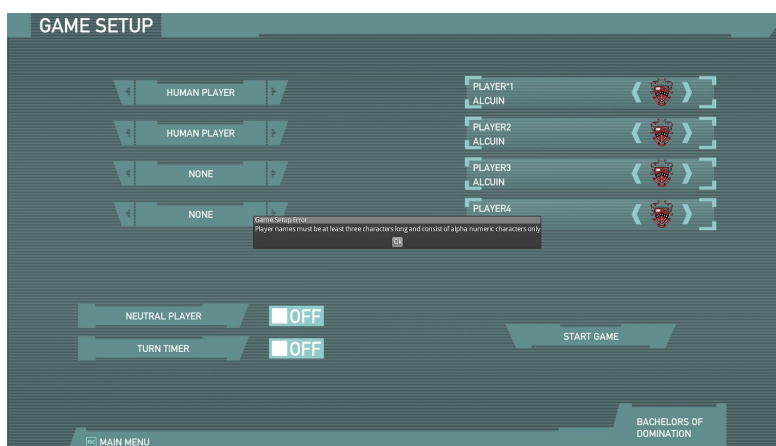 GAME SETUP
HUMAN PLAYER
PLAYER*1
ALCUIN
HUMAN PLAYER
PLAYER2
ALCUIN
NONE
PLAYER3
ALCUIN
NONE
PLAYER4
Game Setup Error
Player names must be at least three characters long and consist of alpha numeric characters only
Ok
NEUTRAL PLAYER
OFF
START GAME
TURN TIMER
OFF
BACHELORS OF
DOMINATION
ESC MAIN MENU